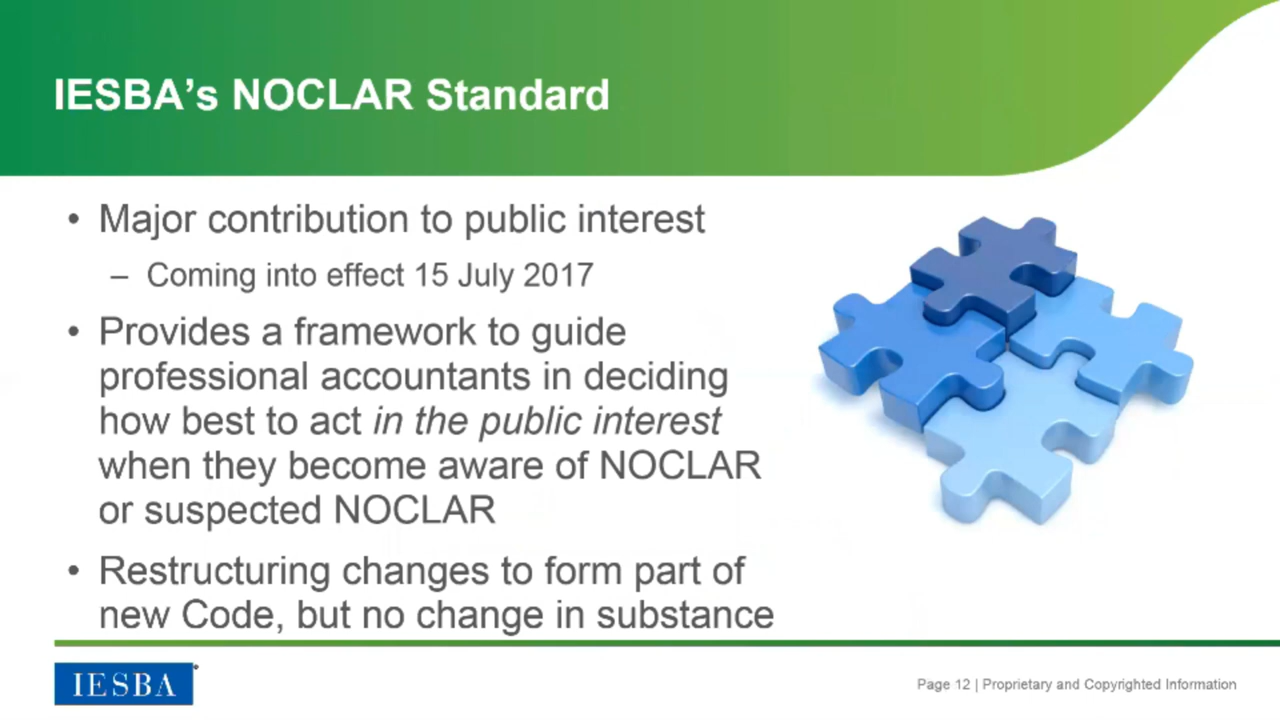 IESBA's NOCLAR Standard
• Major contribution to public interest
– Coming into effect 15 July 2017
• Provides a framework to guide
professional accountants in deciding
how best to act in the public interest
when they become aware of NOCLAR
or suspected NOCLAR
• Restructuring changes to form part of
new Code, but no change in substance
IESBA
Page 12 | Proprietary and Copyrighted Information